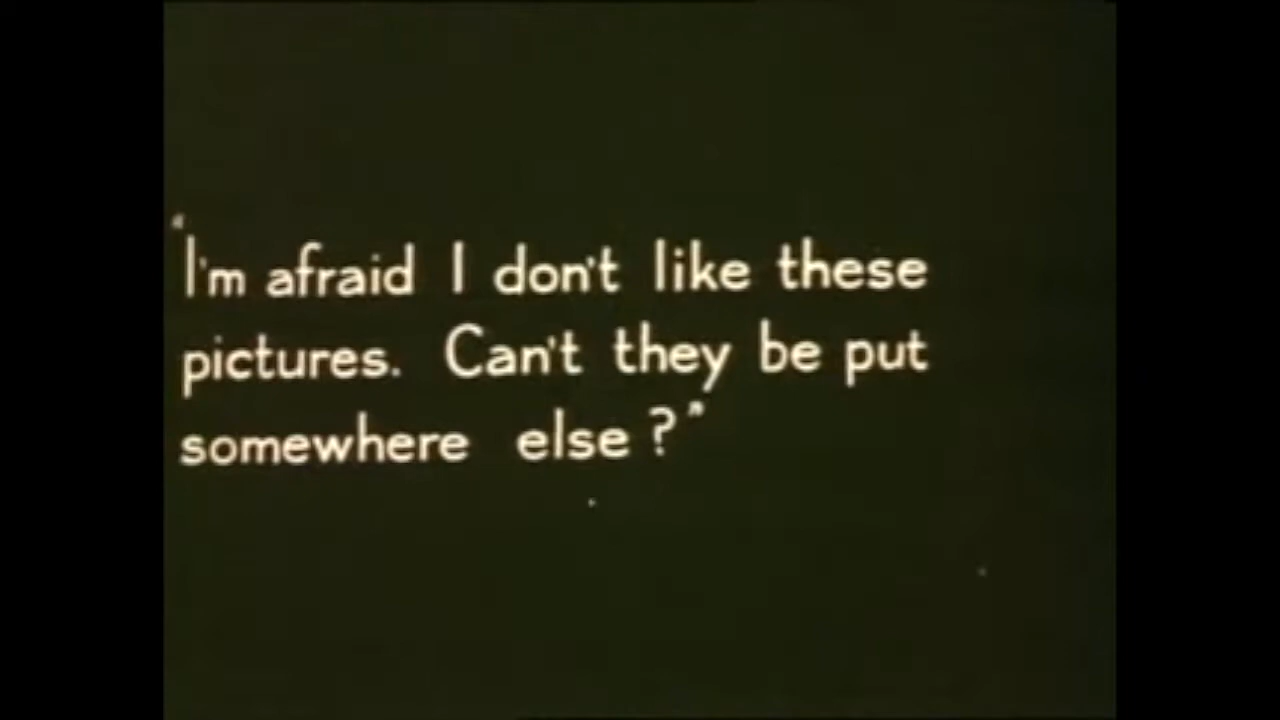 "I'm afraid I don't like these
pictures. Can't they be put
somewhere else?"